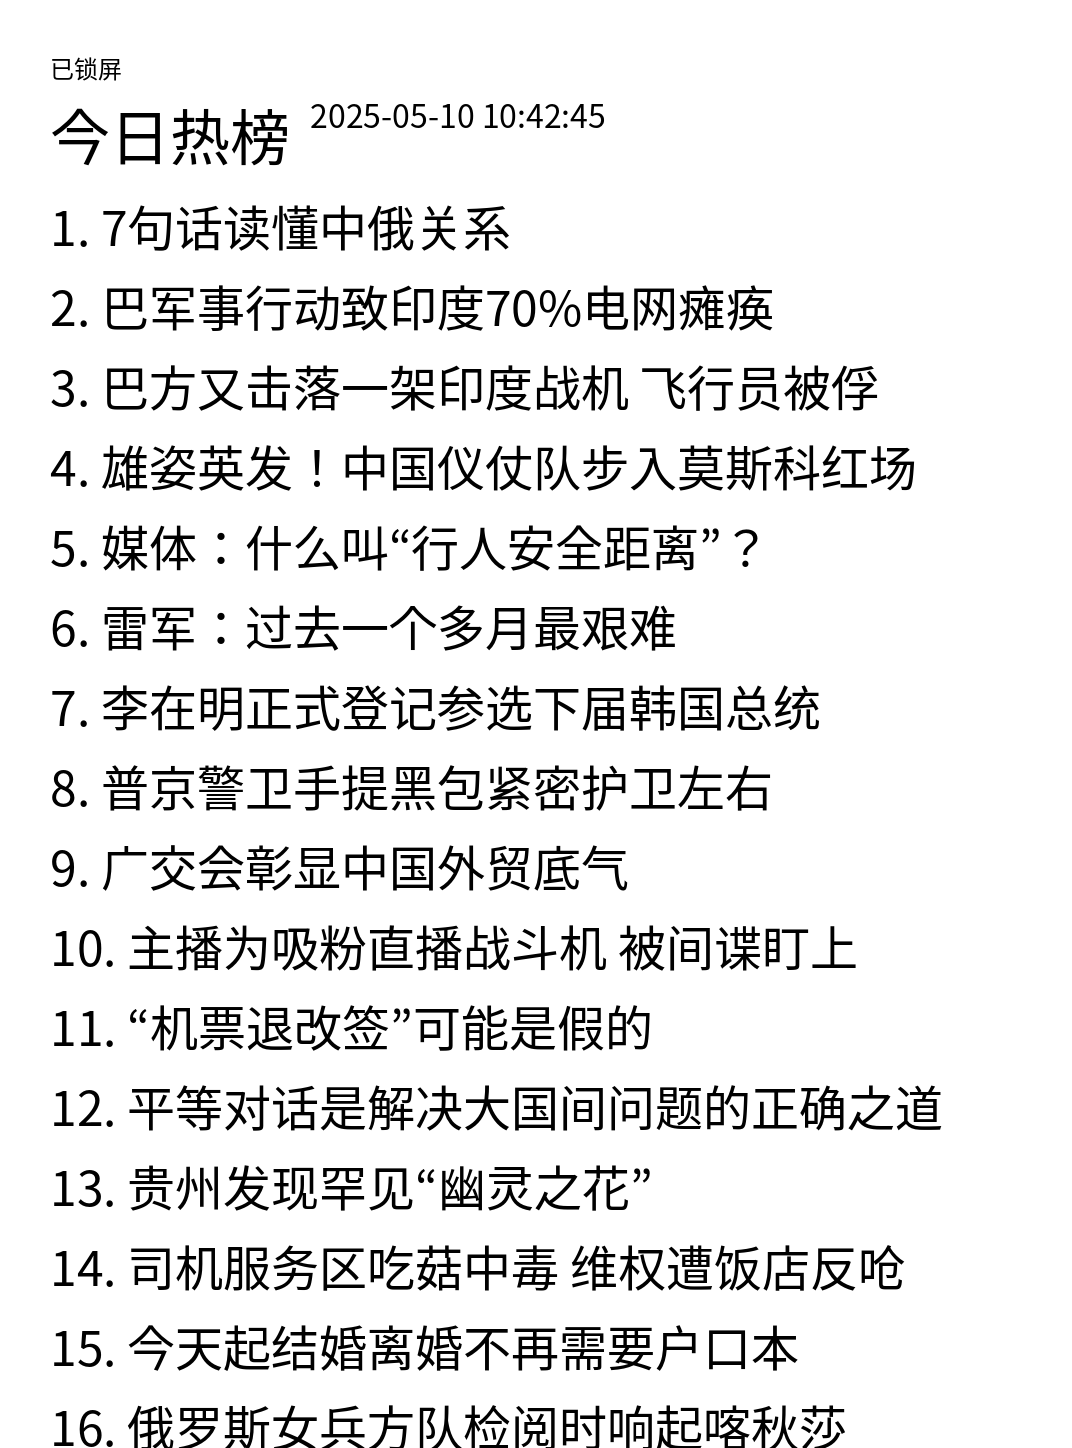 已锁屏
今日热榜 2025-05-10 10:42:45
1. 7句话读懂中俄关系
2. 巴军事行动致印度70%电网瘫痪
3. 巴方又击落一架印度战机 飞行员被俘
4. 雄姿英发！中国仪仗队步入莫斯科红场
5. 媒体：什么叫“行人安全距离”？
6. 雷军：过去一个多月最艰难
7. 李在明正式登记参选下届韩国总统
8. 普京警卫手提黑包紧密护卫左右
9. 广交会彰显中国外贸底气
10. 主播为吸粉直播战斗机 被间谍盯上
11. “机票退改签”可能是假的
12. 平等对话是解决大国间问题的正确之道
13. 贵州发现罕见“幽灵之花”
14. 司机服务区吃菇中毒 维权遭饭店反呛
15. 今天起结婚离婚不再需要户口本
16. 俄罗斯女兵方队检阅时响起喀秋莎